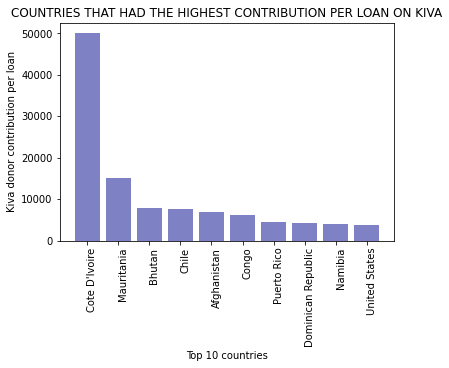 COUNTRIES THAT HAD THE HIGHEST CONTRIBUTION PER LOAN ON KIVA
Kiva donor contribution per loan
50000
40000
30000
20000
10000
0
Cote D'Ivoire
Mauritania
Bhutan
Chile
Afghanistan
Congo
Puerto Rico
Dominican Republic
Namibia
United States
Top 10 countries